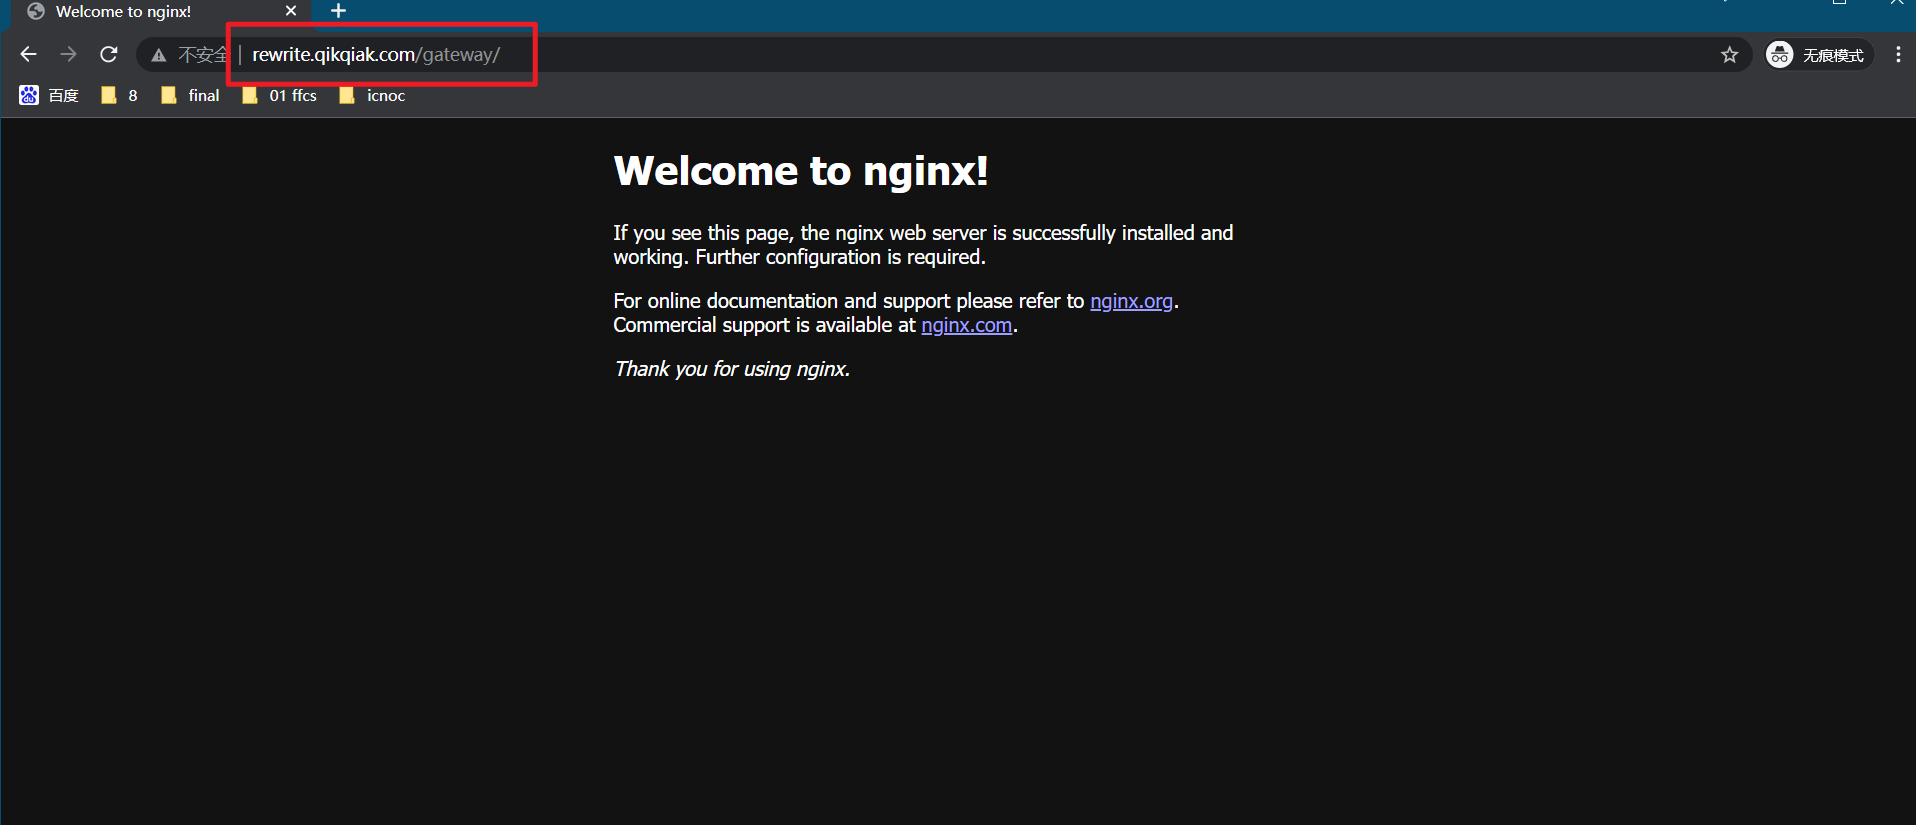 Welcome to nginx!
不安全 rewrite.qikqiak.com/gateway/ 无痕模式
百度 8 final 01 ffcs icnoc
Welcome to nginx!
If you see this page, the nginx web server is successfully installed and
working. Further configuration is required.
For online documentation and support please refer to nginx.org.
Commercial support is available at nginx.com.
Thank you for using nginx.